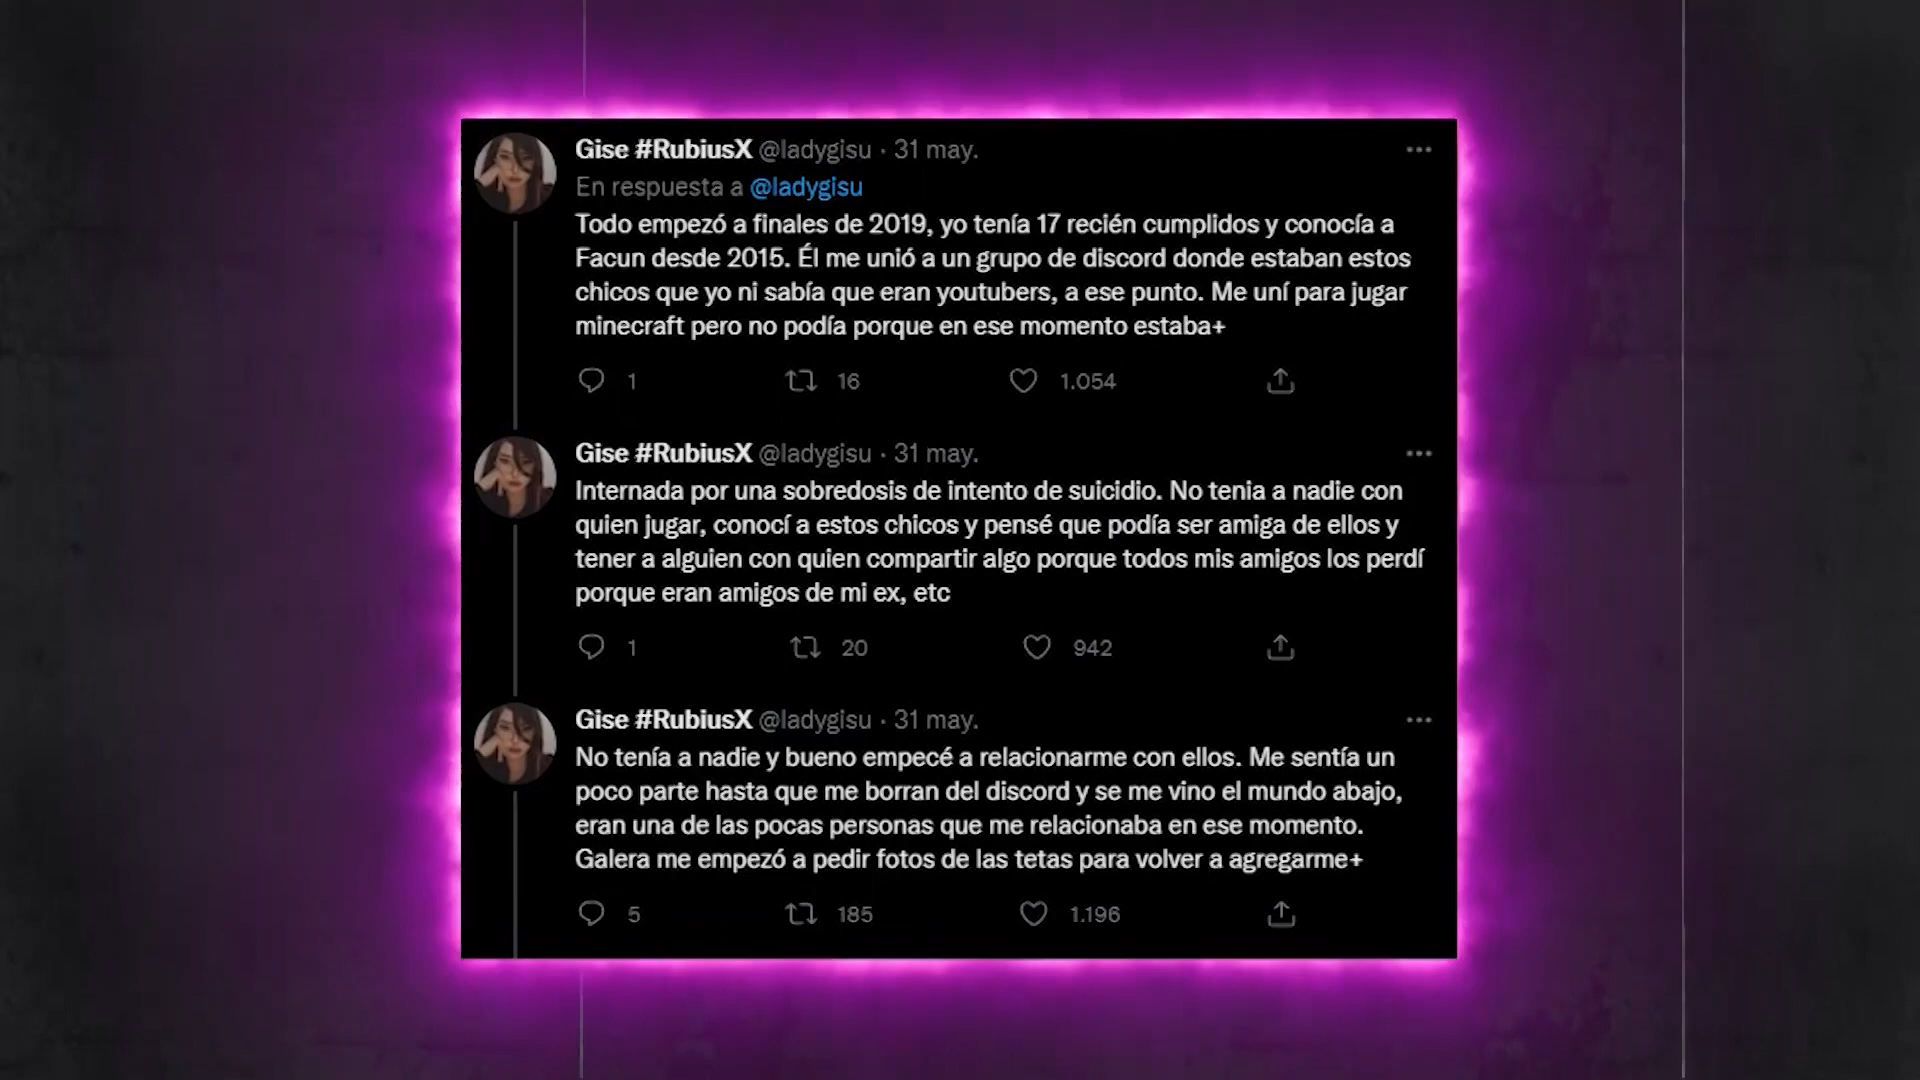 Gise #RubiusX @ladygisu · 31 may.
En respuesta a @ladygisu
Todo empezó a finales de 2019, yo tenía 17 recién cumplidos y conocía a
Facun desde 2015. Él me unió a un grupo de discord donde estaban estos
chicos que yo ni sabía que eran youtubers, a ese punto. Me uní para jugar
minecraft pero no podía porque en ese momento estaba+
1 16 1.054
Gise #RubiusX @ladygisu · 31 may.
Internada por una sobredosis de intento de suicidio. No tenia a nadie con
quien jugar, conocí a estos chicos y pensé que podía ser amiga de ellos y
tener a alguien con quien compartir algo porque todos mis amigos los perdí
porque eran amigos de mi ex, etc
1 20 942
Gise #RubiusX @ladygisu · 31 may.
No tenía a nadie y bueno empecé a relacionarme con ellos. Me sentía un
poco parte hasta que me borran del discord y se me vino el mundo abajo,
eran una de las pocas personas que me relacionaba en ese momento.
Galera me empezó a pedir fotos de las tetas para volver a agregarme+
5 185 1.196